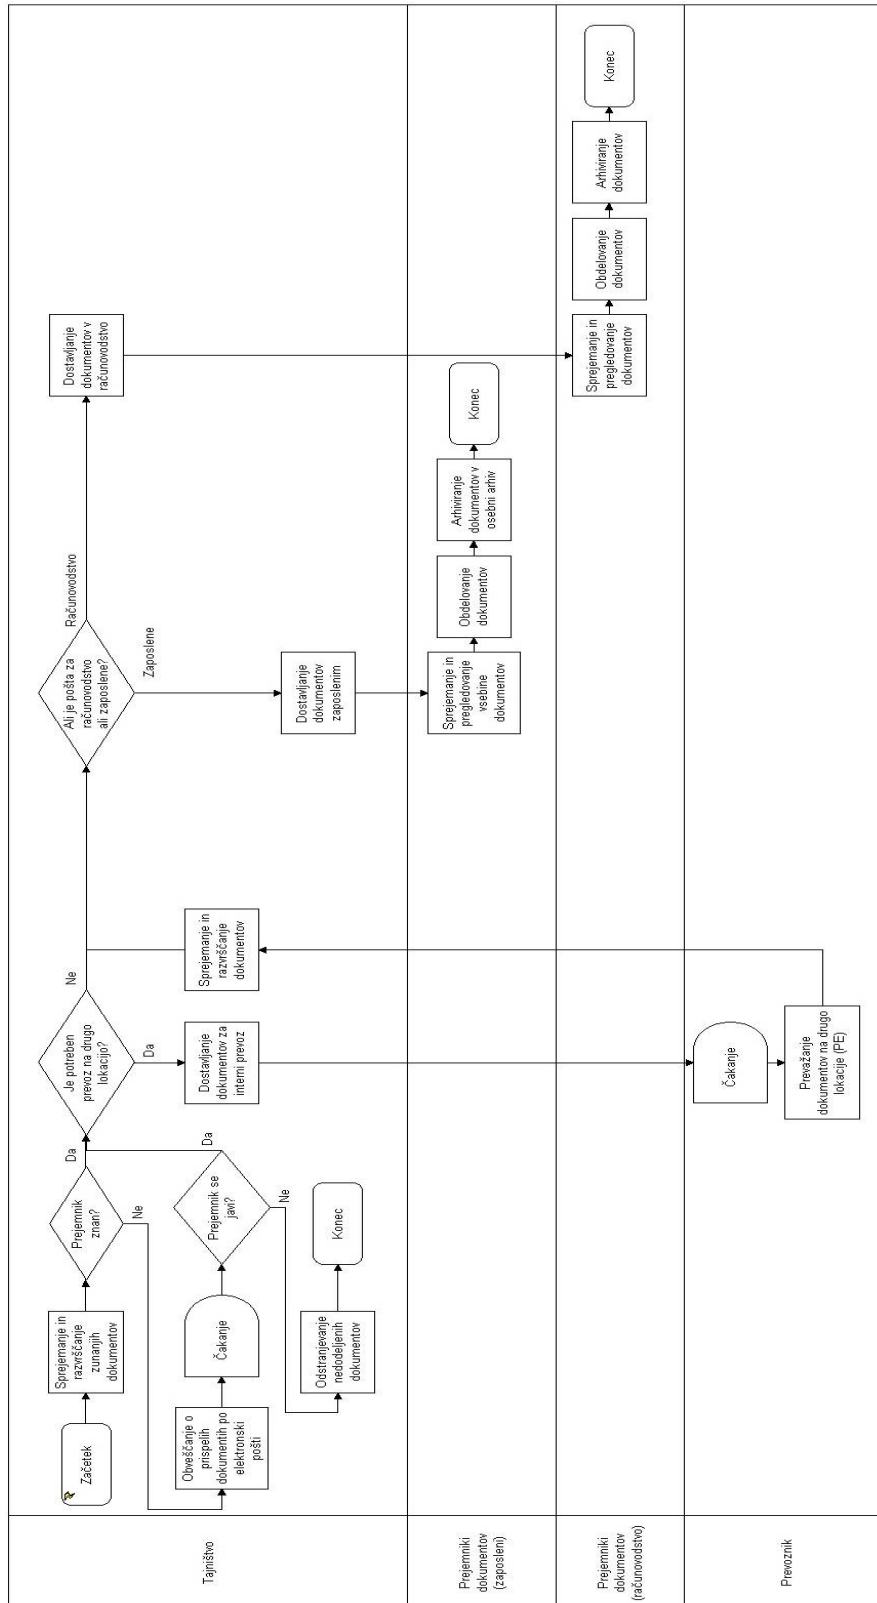 Tajništvo
Začetek
Sprejemanje in
razvrščanje
zunanjih
dokumentov
Prejemnik
znan?
Da
Ne
Obveščanje o
prispelih
dokumentih po
elektronski
pošti
Čakanje
Prejemnik se
javi?
Da
Ne
Odstranjevanje
nedodeljenih
dokumentov
Konec
Je potreben
prevoz na drugo
lokacijo?
Ne
Da
Dostavljanje
dokumentov za
interni prevoz
Sprejemanje in
razvrščanje
dokumentov
Ali je pošta za
računovodstvo
ali zaposlene?
Računovodstvo
Zaposlene
Dostavljanje
dokumentov
zaposlenim
Dostavljanje
dokumentov v
računovodstvo
Prejemniki
dokumentov
(zaposleni)
Sprejemanje in
pregledovanje
vsebine
dokumentov
Obdelovanje
dokumentov
Arhiviranje
dokumentov v
osebni arhiv
Konec
Prejemniki
dokumentov
(računovodstvo)
Sprejemanje in
pregledovanje
dokumentov
Obdelovanje
dokumentov
Arhiviranje
dokumentov
Konec
Prevoznik
Čakanje
Prevažanje
dokumentov na drugo
lokacije (PE)